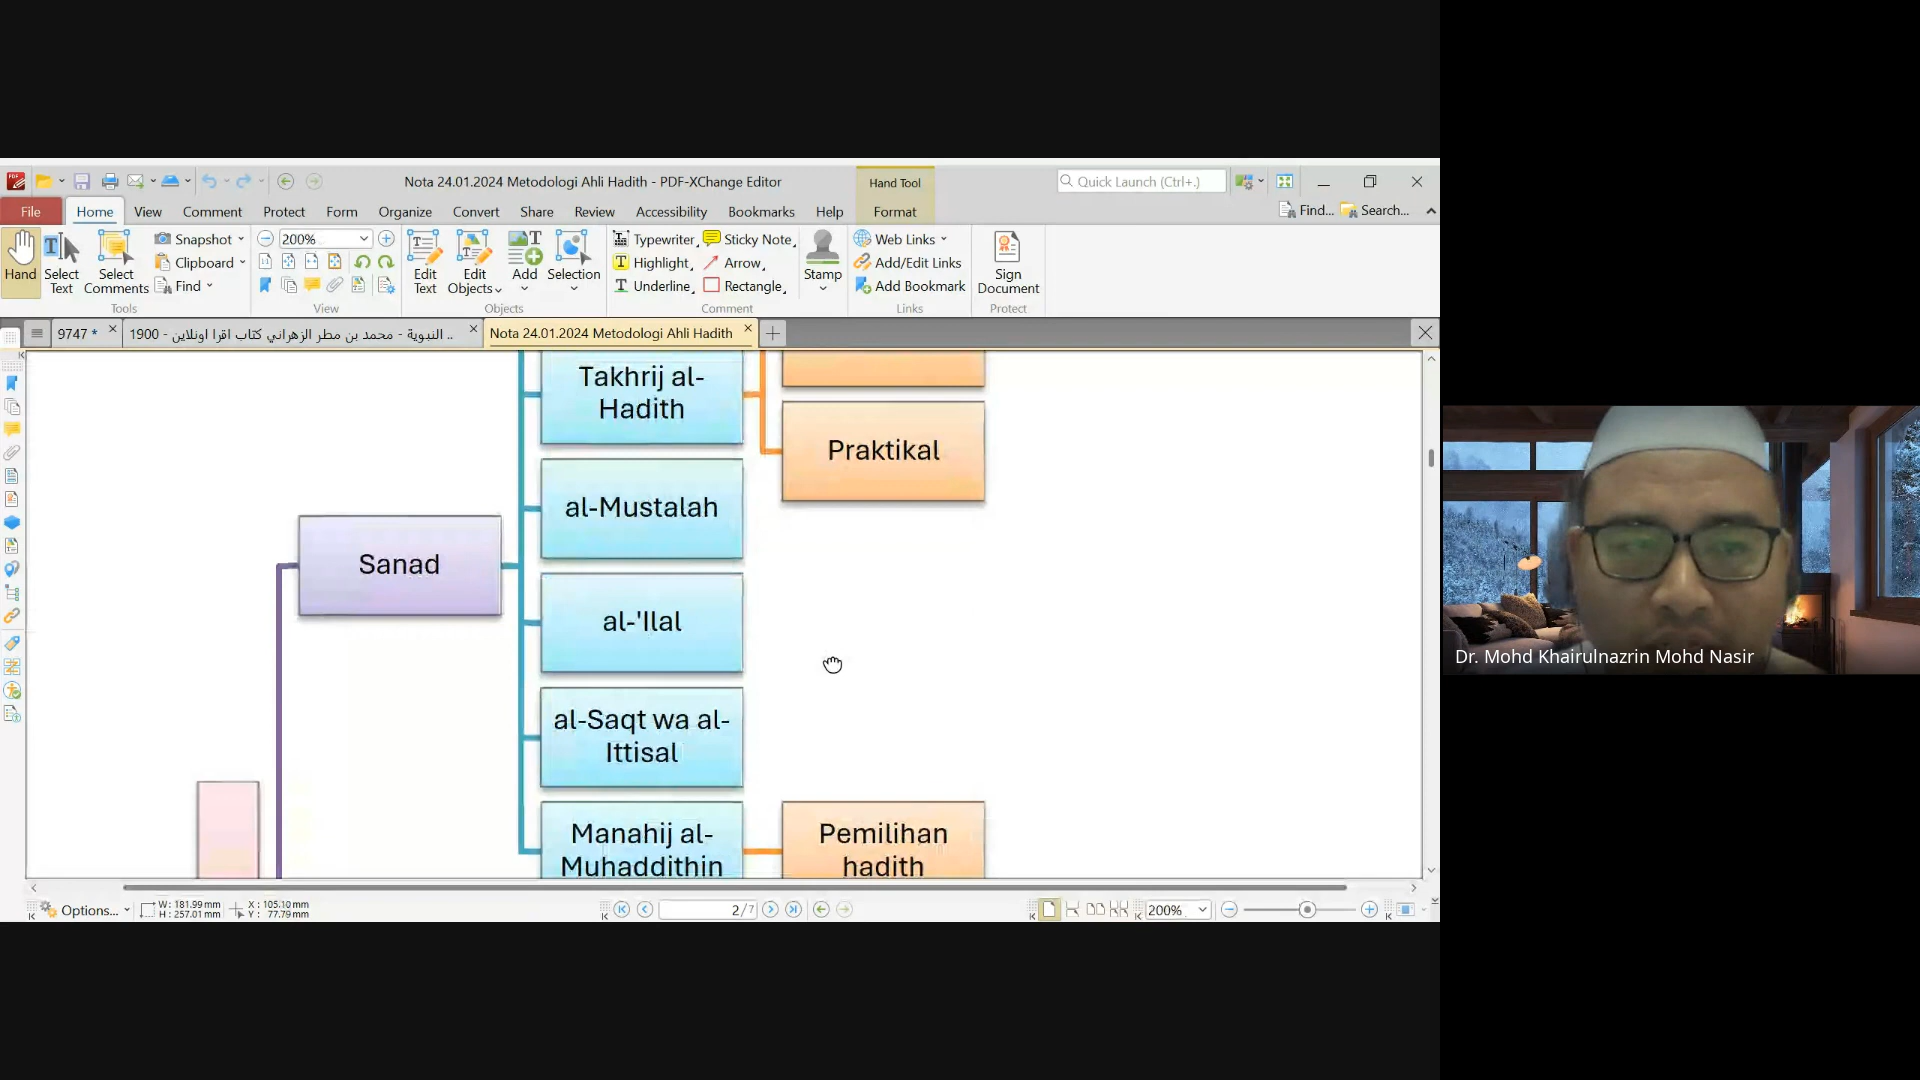 Nota 24.01.2024 Metodologi Ahli Hadith - PDF-XChange Editor
Hand Tool
Quick Launch (Ctrl+.)
File
Home
View
Comment
Protect
Form
Organize
Convert
Share
Review
Accessibility
Bookmarks
Help
Format
Find...
Search...
Hand
Select Text
Select Comments
Snapshot
Clipboard
Find
Tools
200%
View
Edit Text
Edit Objects
Add
Selection
Objects
Typewriter
Highlight
Underline
Sticky Note
Arrow
Rectangle
Stamp
Comment
Web Links
Add/Edit Links
Add Bookmark
Links
Sign Document
Protect
9747 *
.. النبوية - محمد بن مطر الزهراني كتاب اقرا اونلاين - 1900
Nota 24.01.2024 Metodologi Ahli Hadith
Takhrij al-
Hadith
Praktikal
al-Mustalah
Sanad
al-'Ilal
al-Saqt wa al-
Ittisal
Manahij al-
Muhaddithin
Pemilihan
hadith
Dr. Mohd Khairulnazrin Mohd Nasir
Options...
W: 181.99 mm
H: 257.01 mm
X: 105.10 mm
Y: 77.79 mm
2/7
200%